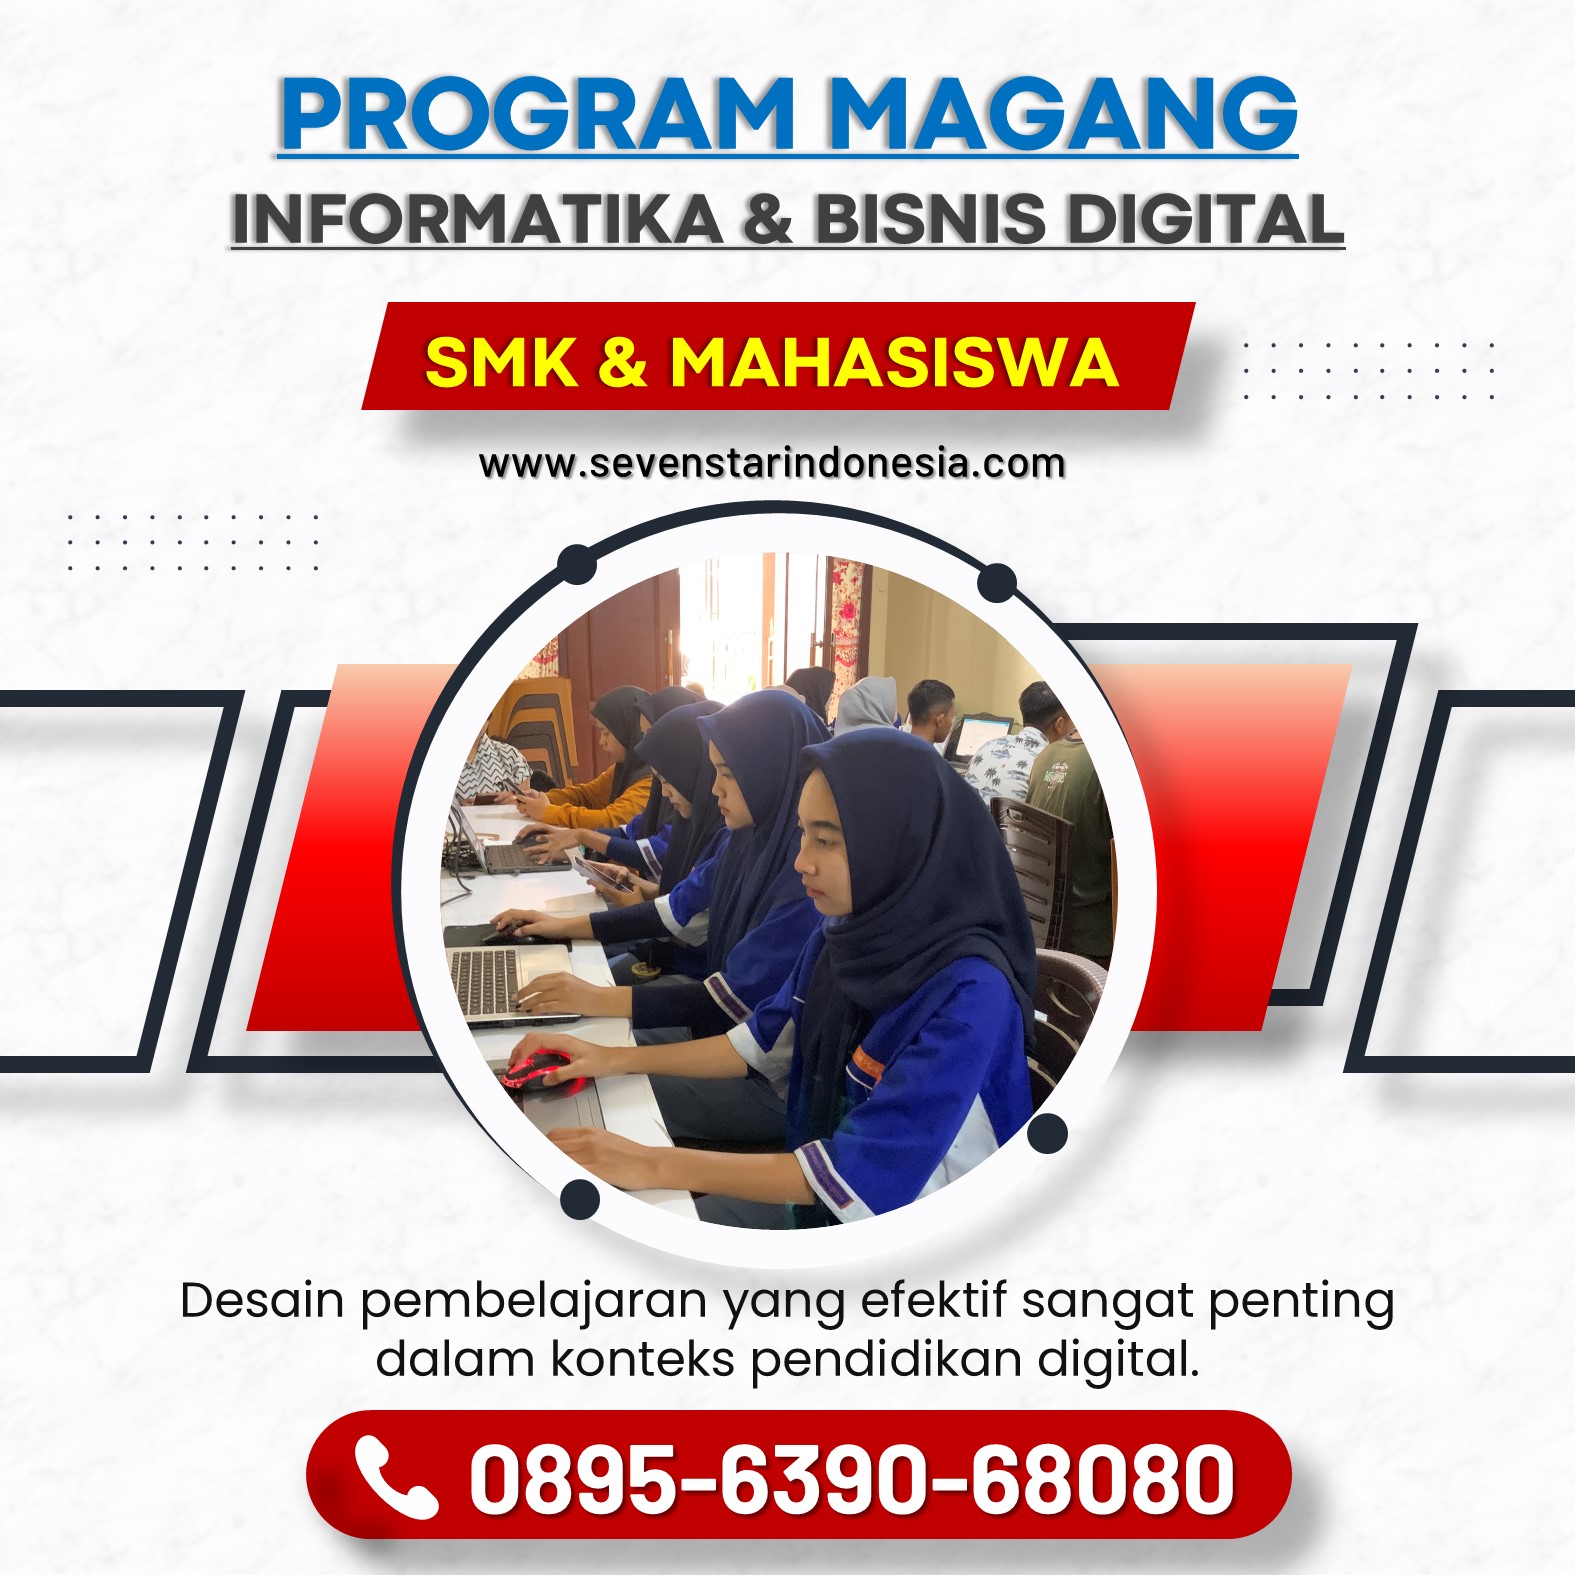 PROGRAM MAGANG
INFORMATIKA & BISNIS DIGITAL
SMK & MAHASISWA
www.sevenstarindonesia.com
Desain pembelajaran yang efektif sangat penting
dalam konteks pendidikan digital.
0895-6390-68080